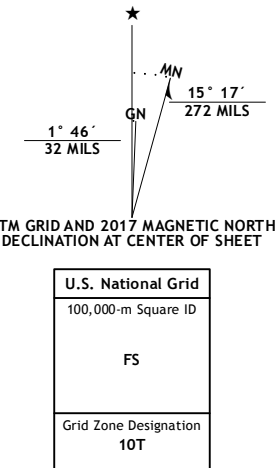 MN
GN
15° 17´
272 MILS
1° 46´
32 MILS
TM GRID AND 2017 MAGNETIC NORTH
DECLINATION AT CENTER OF SHEET
U.S. National Grid
100,000-m Square ID
FS
Grid Zone Designation
10T